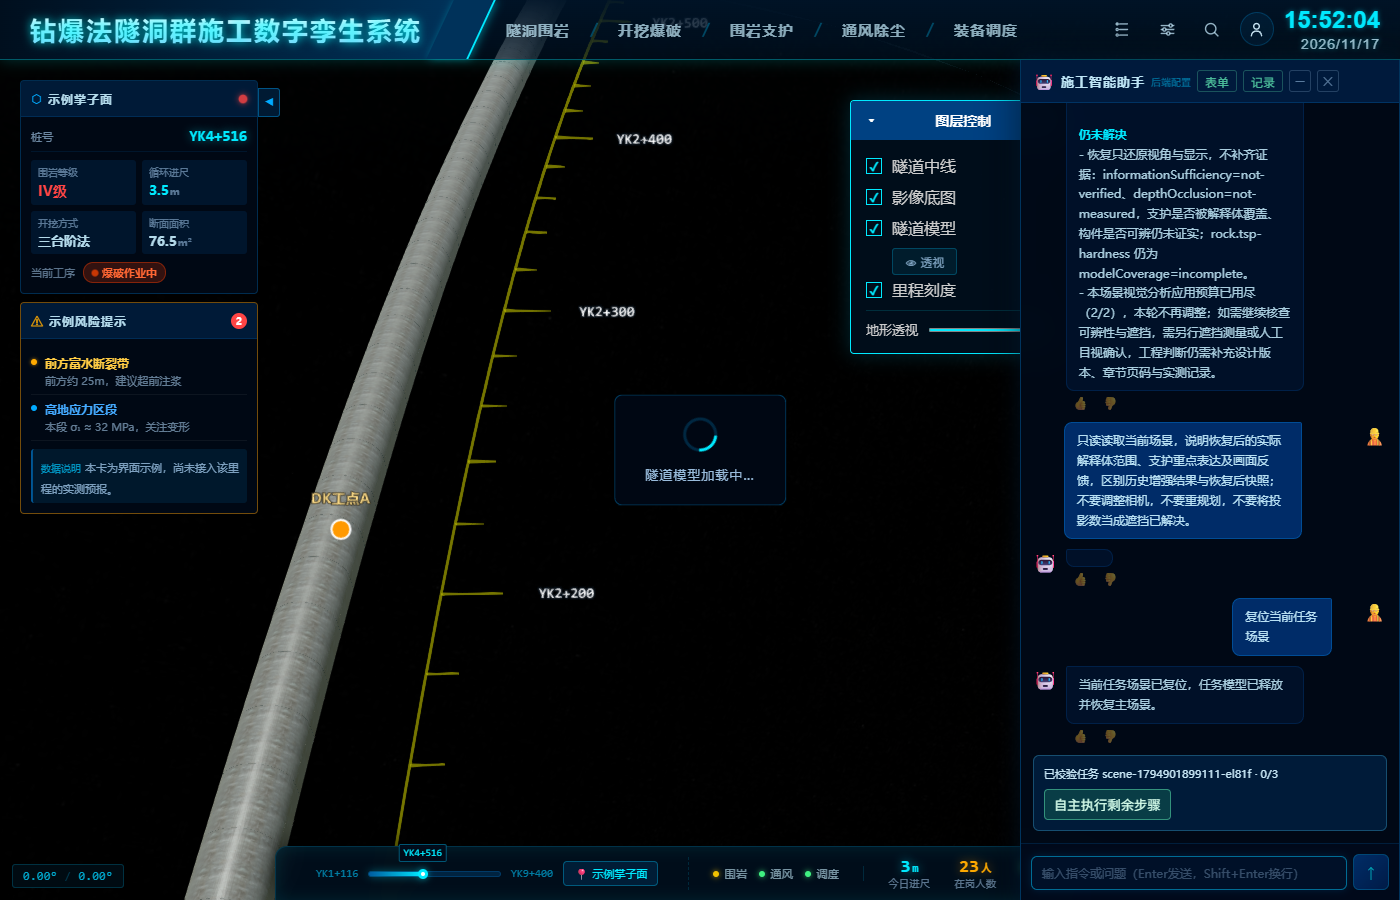 钻爆法隧洞群施工数字孪生系统
隧洞围岩 / 开挖爆破 / 围岩支护 / 通风除尘 / 装备调度
15:52:04
2026/11/17
示例掌子面
桩号 YK4+516
围岩等级
IV级
循环进尺
3.5m
开挖方式
三台阶法
断面面积
76.5m²
当前工序 爆破作业中
示例风险提示 2
前方富水断裂带
前方约 25m，建议超前注浆
高地应力区段
本段 σ₁ ≈ 32 MPa，关注变形
数据说明 本卡为界面示例，尚未接入该里
程的实测预报。
YK2+500
YK2+400
YK2+300
YK2+200
DK工点A
隧道模型加载中...
图层控制
隧道中线
影像底图
隧道模型
透视
里程刻度
地形透视
施工智能助手 后端配置 表单 记录
仍未解决
- 恢复只还原视角与显示，不补齐证
据：informationSufficiency=not-
verified、depthOcclusion=not-
measured，支护是否被解释体覆盖、
构件是否可辨仍未证实；rock.tsp-
hardness 仍为
modelCoverage=incomplete。
- 本场景视觉分析应用预算已用尽
（2/2），本轮不再调整；如需继续核查
可辨性与遮挡，需另行遮挡测量或人工
目视确认，工程判断仍需补充设计版
本、章节页码与实测记录。
只读读取当前场景，说明恢复后的实际
解释体范围、支护重点表达及画面反
馈，区别历史增强结果与恢复后快照；
不要调整相机，不要重规划，不要将投
影数当成遮挡已解决。
复位当前任务
场景
当前任务场景已复位，任务模型已释放
并恢复主场景。
已校验任务 scene-1794901899111-el81f · 0/3
自主执行剩余步骤
输入指令或问题（Enter发送，Shift+Enter换行）
0.00° / 0.00°
YK4+516
YK1+116 YK9+400
示例掌子面
围岩 通风 调度
3m
今日进尺
23人
在岗人数